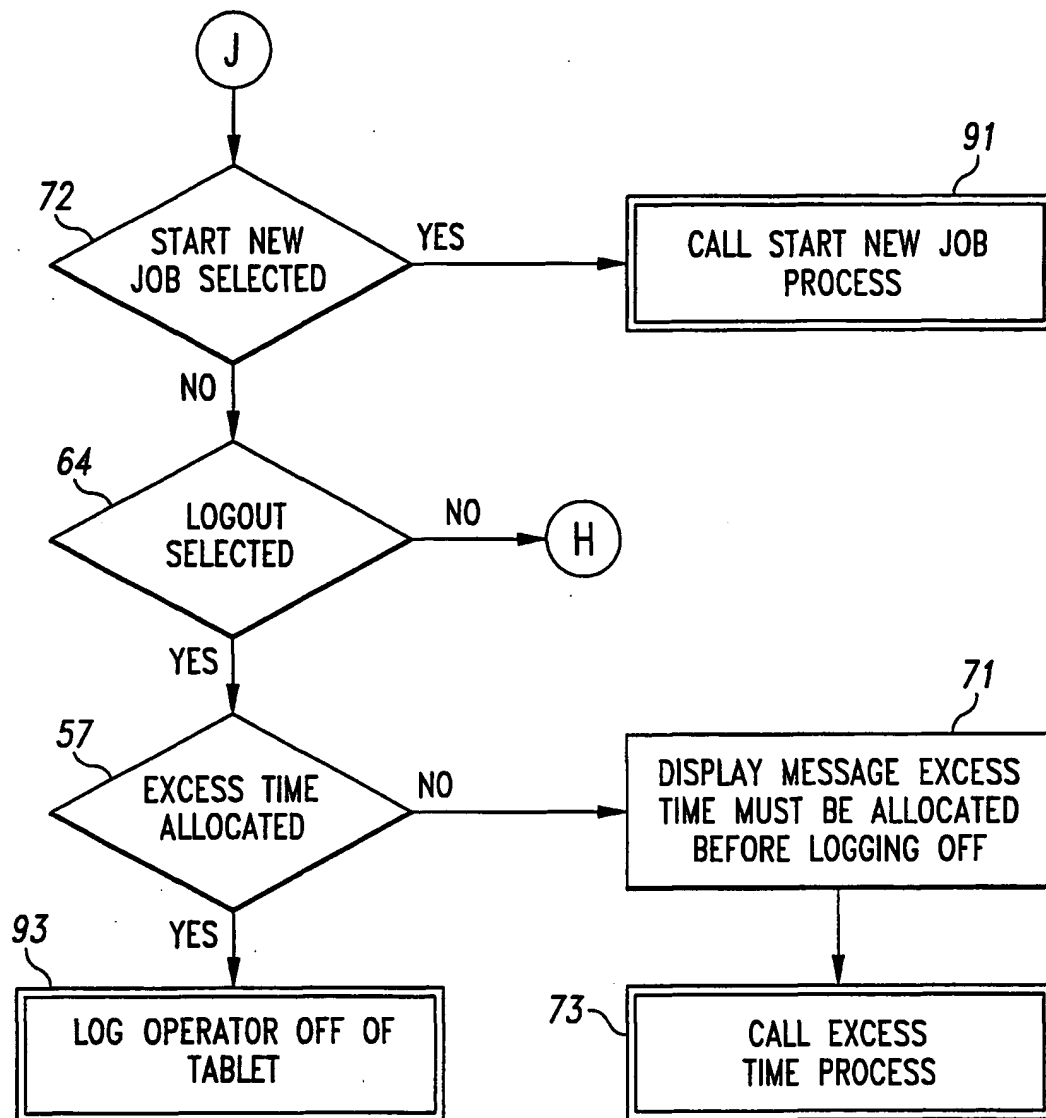 J
72
START NEW
JOB SELECTED
YES
91
CALL START NEW JOB
PROCESS
NO
64
LOGOUT
SELECTED
NO
H
YES
57
EXCESS TIME
ALLOCATED
NO
71
DISPLAY MESSAGE EXCESS
TIME MUST BE ALLOCATED
BEFORE LOGGING OFF
YES
93
LOG OPERATOR OFF OF
TABLET
73
CALL EXCESS
TIME PROCESS